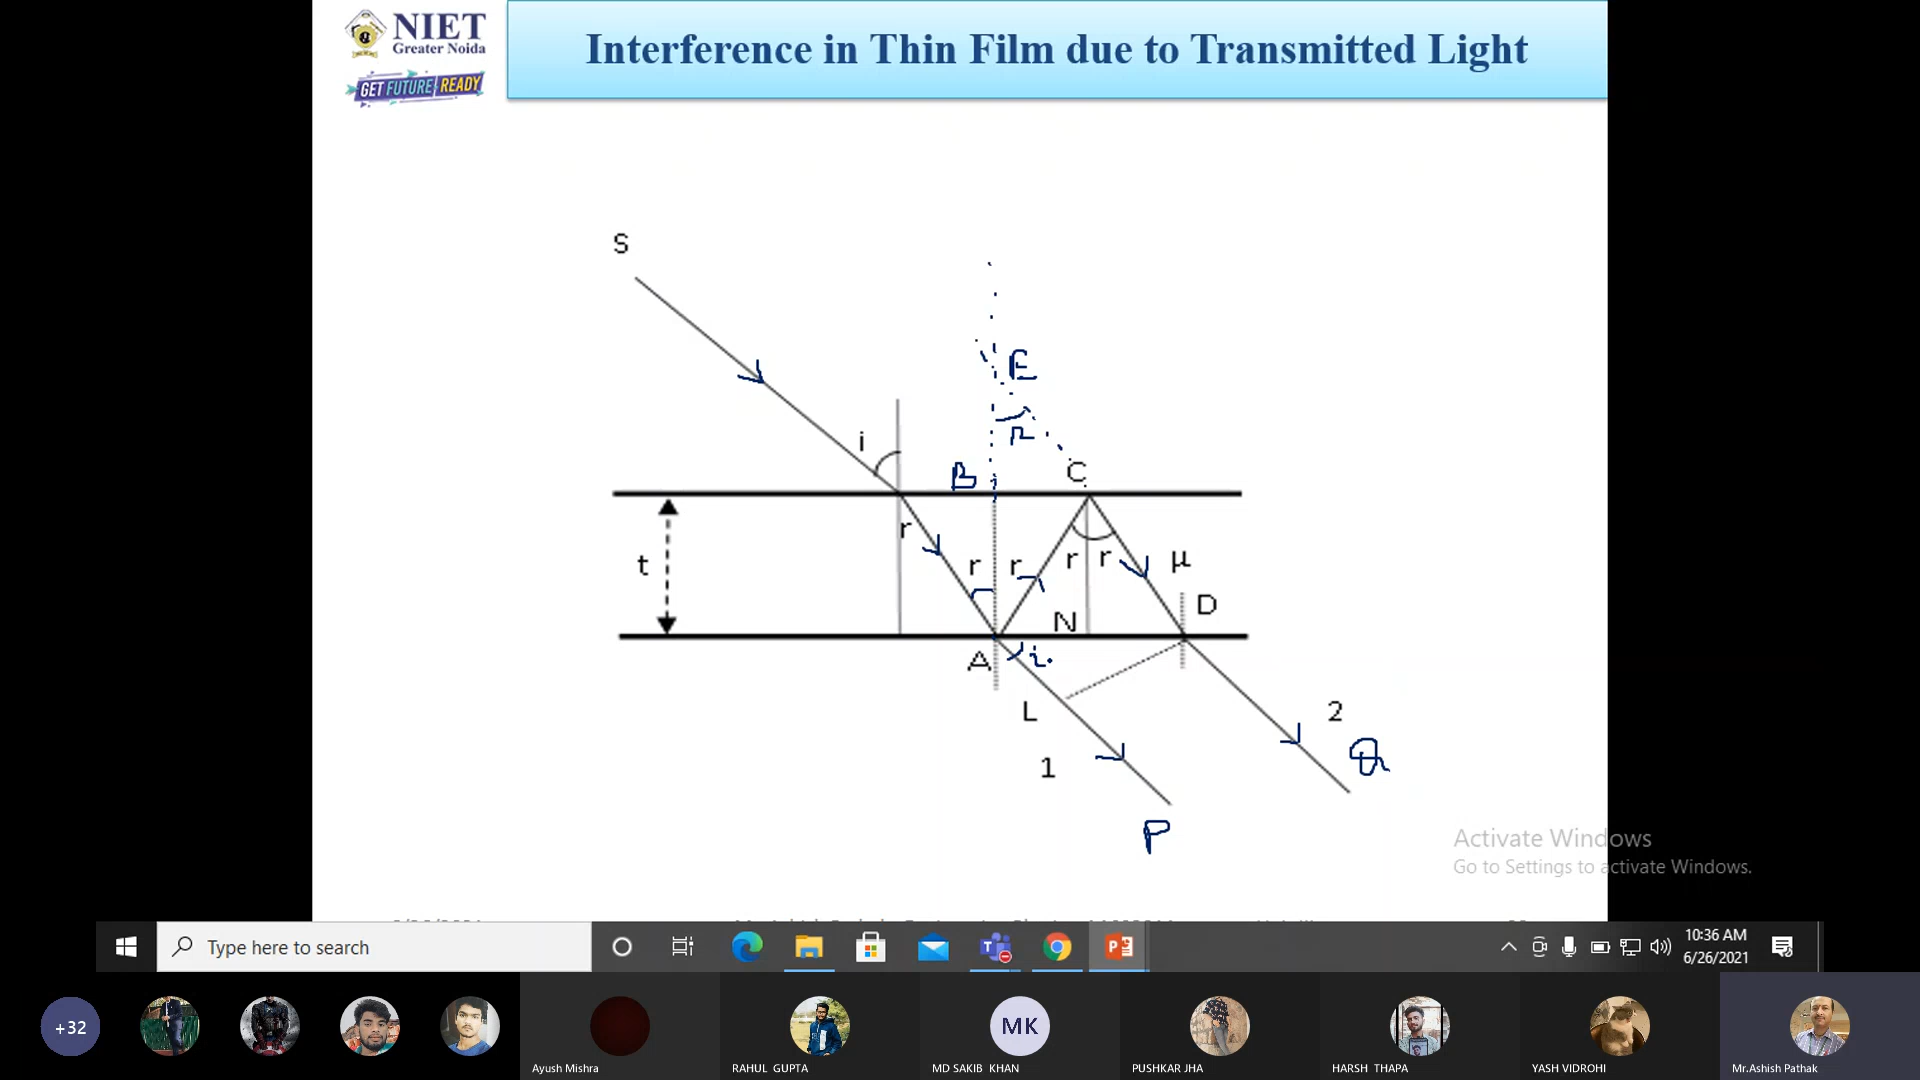 NIET
Greater Noida
GET FUTURE READY
Interference in Thin Film due to Transmitted Light
S
E
i
r
B
C
r
t
r
r
r
r
μ
D
N
A
i
L
2
Q
1
P
Activate Windows
Go to Settings to activate Windows.
Type here to search
10:36 AM
6/26/2021
+32
MK
Ayush Mishra
RAHUL GUPTA
MD SAKIB KHAN
PUSHKAR JHA
HARSH THAPA
YASH VIDROHI
Mr.Ashish Pathak